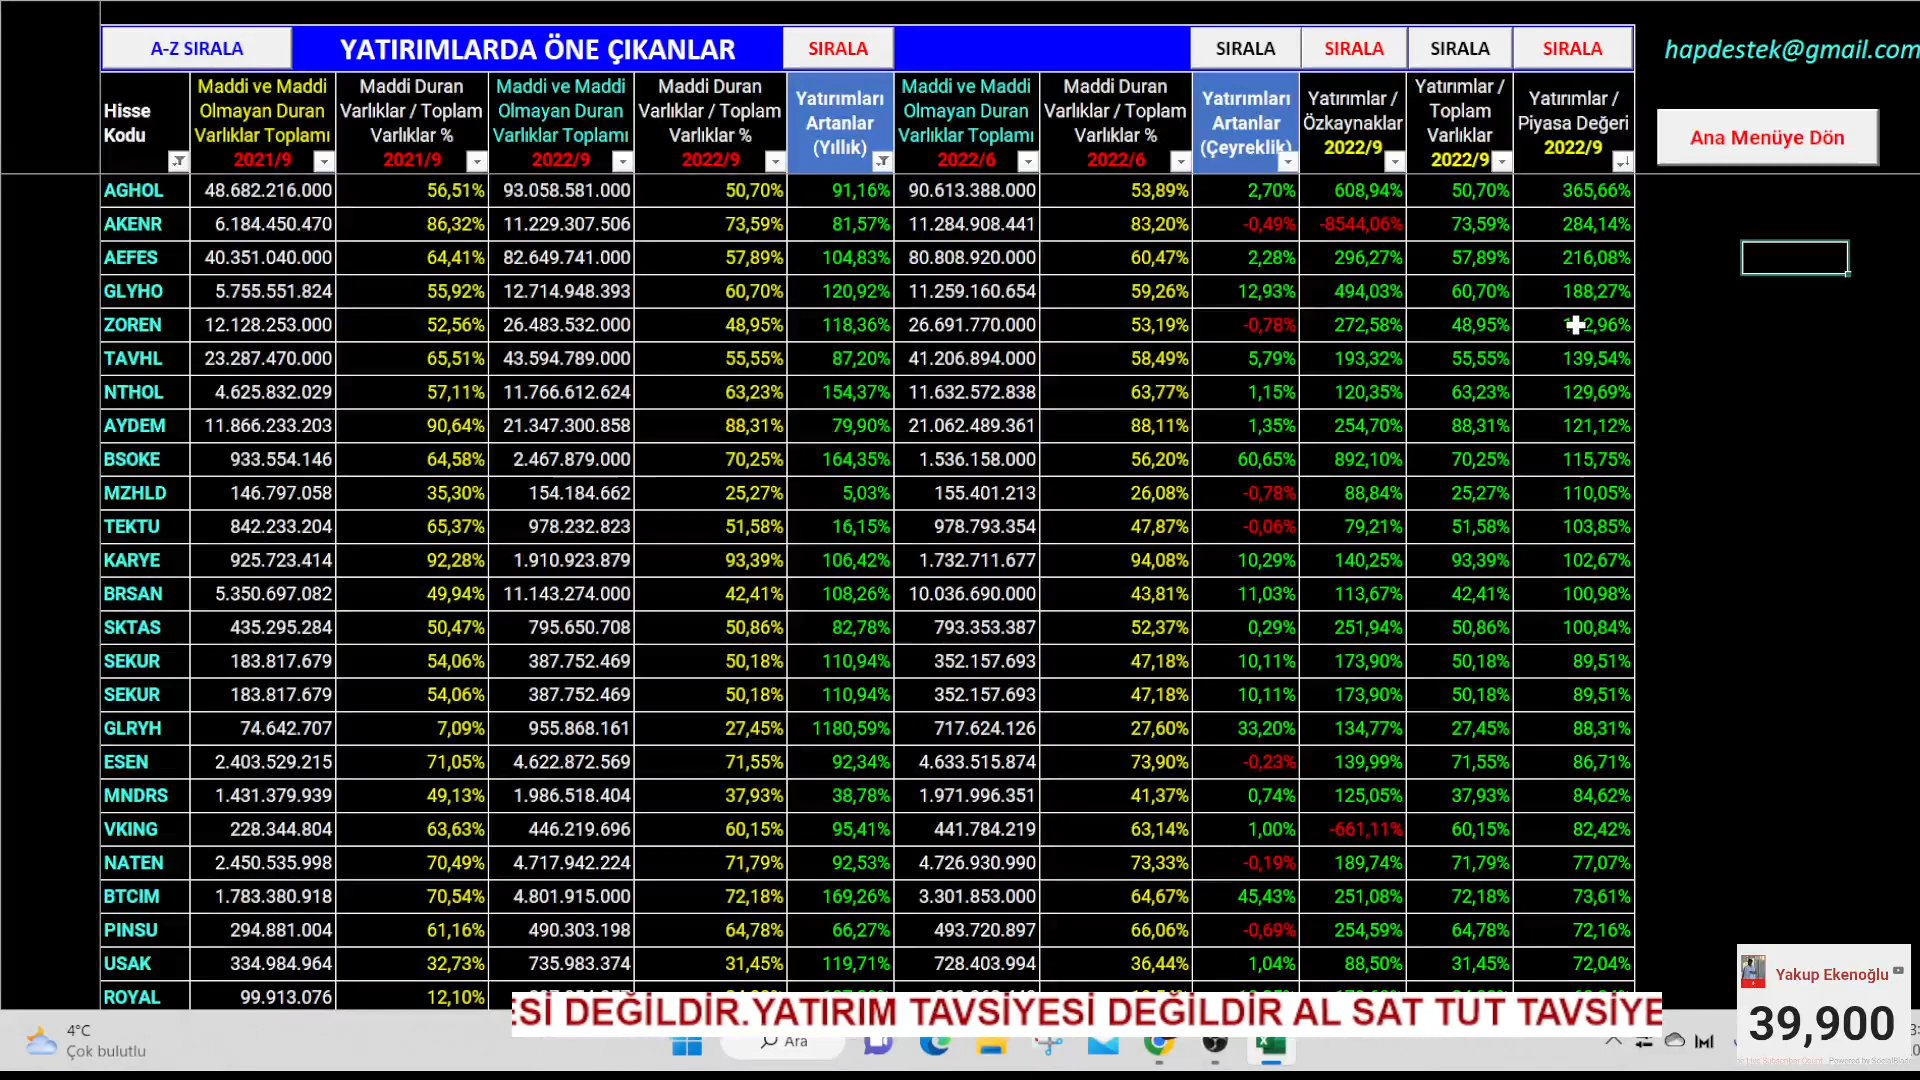 A-Z SIRALA YATIRIMLARDA ÖNE ÇIKANLAR SIRALA SIRALA SIRALA SIRALA SIRALA hapdestek@gmail.com
Hisse Kodu Maddi ve Maddi Olmayan Duran Varlıklar Toplamı 2021/9 Maddi Duran Varlıklar / Toplam Varlıklar % 2021/9 Maddi ve Maddi Olmayan Duran Varlıklar Toplamı 2022/9 Maddi Duran Varlıklar / Toplam Varlıklar % 2022/9 Yatırımları Artanlar (Yıllık) Maddi ve Maddi Olmayan Duran Varlıklar Toplamı 2022/6 Maddi Duran Varlıklar / Toplam Varlıklar % 2022/6 Yatırımları Artanlar (Çeyreklik) Yatırımlar / Özkaynaklar 2022/9 Yatırımlar / Toplam Varlıklar 2022/9 Yatırımlar / Piyasa Değeri 2022/9 Ana Menüye Dön
AGHOL 48.682.216.000 56,51% 93.058.581.000 50,70% 91,16% 90.613.388.000 53,89% 2,70% 608,94% 50,70% 365,66%
AKENR 6.184.450.470 86,32% 11.229.307.506 73,59% 81,57% 11.284.908.441 83,20% -0,49% -8544,06% 73,59% 284,14%
AEFES 40.351.040.000 64,41% 82.649.741.000 57,89% 104,83% 80.808.920.000 60,47% 2,28% 296,27% 57,89% 216,08%
GLYHO 5.755.551.824 55,92% 12.714.948.393 60,70% 120,92% 11.259.160.654 59,26% 12,93% 494,03% 60,70% 188,27%
ZOREN 12.128.253.000 52,56% 26.483.532.000 48,95% 118,36% 26.691.770.000 53,19% -0,78% 272,58% 48,95%
TAVHL 23.287.470.000 65,51% 43.594.789.000 55,55% 87,20% 41.206.894.000 58,49% 5,79% 193,32% 55,55% 139,54%
NTHOL 4.625.832.029 57,11% 11.766.612.624 63,23% 154,37% 11.632.572.838 63,77% 1,15% 120,35% 63,23% 129,69%
AYDEM 11.866.233.203 90,64% 21.347.300.858 88,31% 79,90% 21.062.489.361 88,11% 1,35% 254,70% 88,31% 121,12%
BSOKE 933.554.146 64,58% 2.467.879.000 70,25% 164,35% 1.536.158.000 56,20% 60,65% 892,10% 70,25% 115,75%
MZHLD 146.797.058 35,30% 154.184.662 25,27% 5,03% 155.401.213 26,08% -0,78% 88,84% 25,27% 110,05%
TEKTU 842.233.204 65,37% 978.232.823 51,58% 16,15% 978.793.354 47,87% -0,06% 79,21% 51,58% 103,85%
KARYE 925.723.414 92,28% 1.910.923.879 93,39% 106,42% 1.732.711.677 94,08% 10,29% 140,25% 93,39% 102,67%
BRSAN 5.350.697.082 49,94% 11.143.274.000 42,41% 108,26% 10.036.690.000 43,81% 11,03% 113,67% 42,41% 100,98%
SKTAS 435.295.284 50,47% 795.650.708 50,86% 82,78% 793.353.387 52,37% 0,29% 251,94% 50,86% 100,84%
SEKUR 183.817.679 54,06% 387.752.469 50,18% 110,94% 352.157.693 47,18% 10,11% 173,90% 50,18% 89,51%
SEKUR 183.817.679 54,06% 387.752.469 50,18% 110,94% 352.157.693 47,18% 10,11% 173,90% 50,18% 89,51%
GLRYH 74.642.707 7,09% 955.868.161 27,45% 1180,59% 717.624.126 27,60% 33,20% 134,77% 27,45% 88,31%
ESEN 2.403.529.215 71,05% 4.622.872.569 71,55% 92,34% 4.633.515.874 73,90% -0,23% 139,99% 71,55% 86,71%
MNDRS 1.431.379.939 49,13% 1.986.518.404 37,93% 38,78% 1.971.996.351 41,37% 0,74% 125,05% 37,93% 84,62%
VKING 228.344.804 63,63% 446.219.696 60,15% 95,41% 441.784.219 63,14% 1,00% -661,11% 60,15% 82,42%
NATEN 2.450.535.998 70,49% 4.717.942.224 71,79% 92,53% 4.726.930.990 73,33% -0,19% 189,74% 71,79% 77,07%
BTCIM 1.783.380.918 70,54% 4.801.915.000 72,18% 169,26% 3.301.853.000 64,67% 45,43% 251,08% 72,18% 73,61%
PINSU 294.881.004 61,16% 490.303.198 64,78% 66,27% 493.720.897 66,06% -0,69% 254,59% 64,78% 72,16%
USAK 334.984.964 32,73% 735.983.374 31,45% 119,71% 728.403.994 36,44% 1,04% 88,50% 31,45% 72,04%
ROYAL 99.913.076 12,10%
Sİ DEĞİLDİR.YATIRIM TAVSİYESİ DEĞİLDİR AL SAT TUT TAVSİYE
Yakup Ekenoğlu
39,900
4°C
Çok bulutlu
Ara